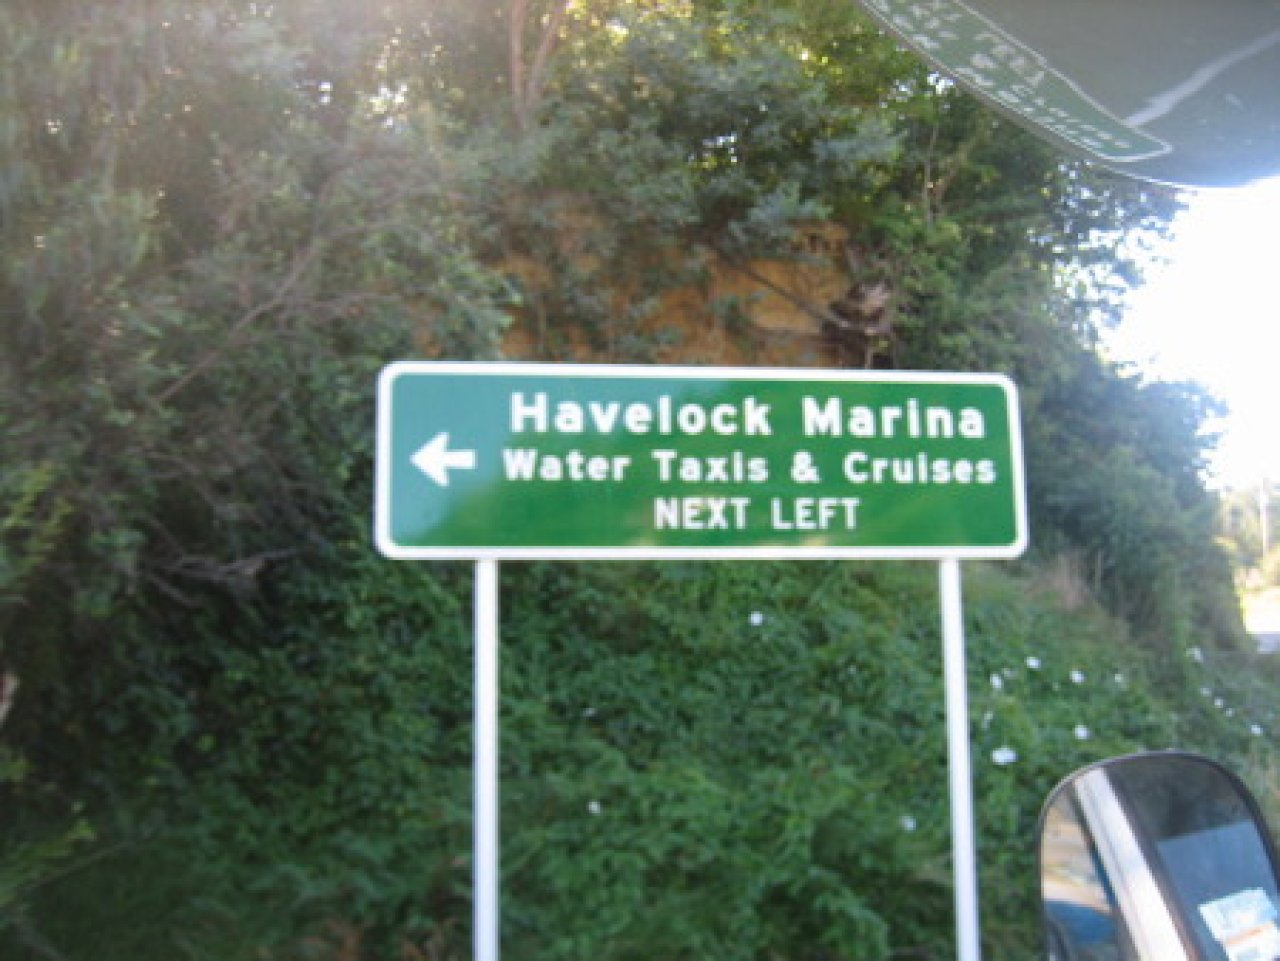 Havelock Marina
Water Taxis & Cruises
NEXT LEFT